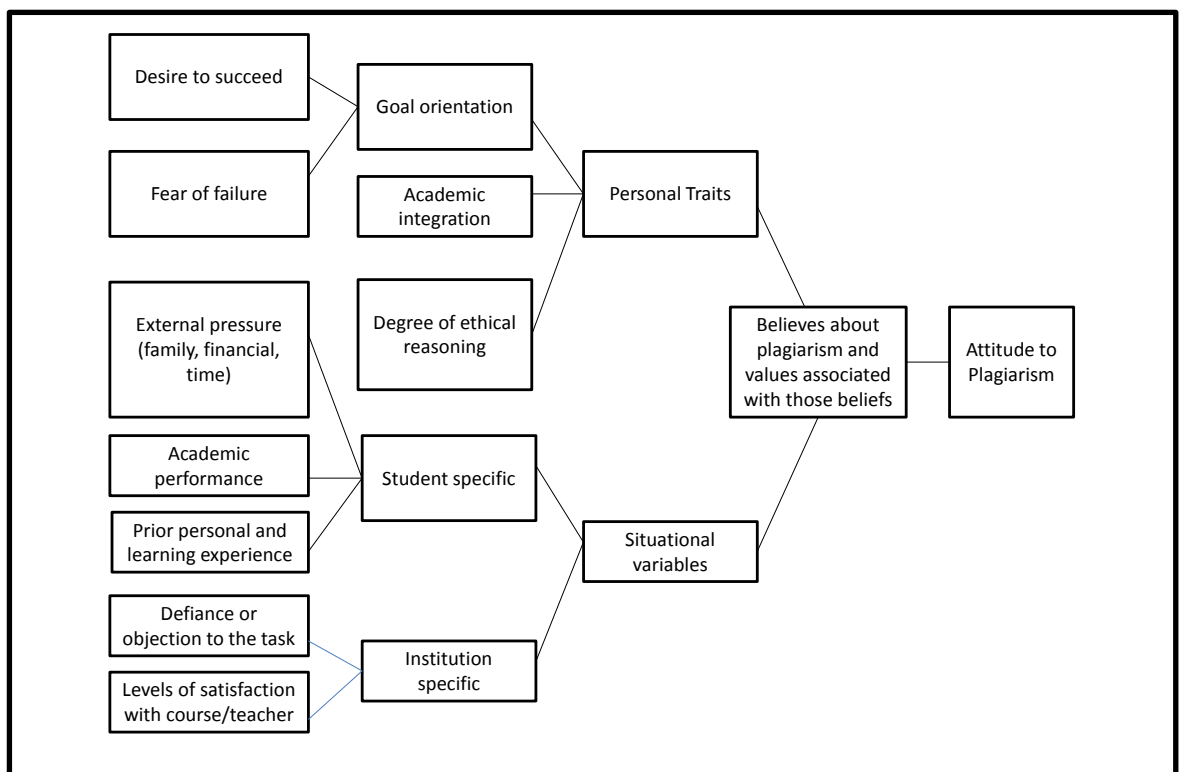 Desire to succeed
Fear of failure
Goal orientation
Academic
integration
Degree of ethical
reasoning
Personal Traits
External pressure
(family, financial,
time)
Academic
performance
Prior personal and
learning experience
Student specific
Defiance or
objection to the task
Levels of satisfaction
with course/teacher
Institution
specific
Situational
variables
Believes about
plagiarism and
values associated
with those beliefs
Attitude to
Plagiarism